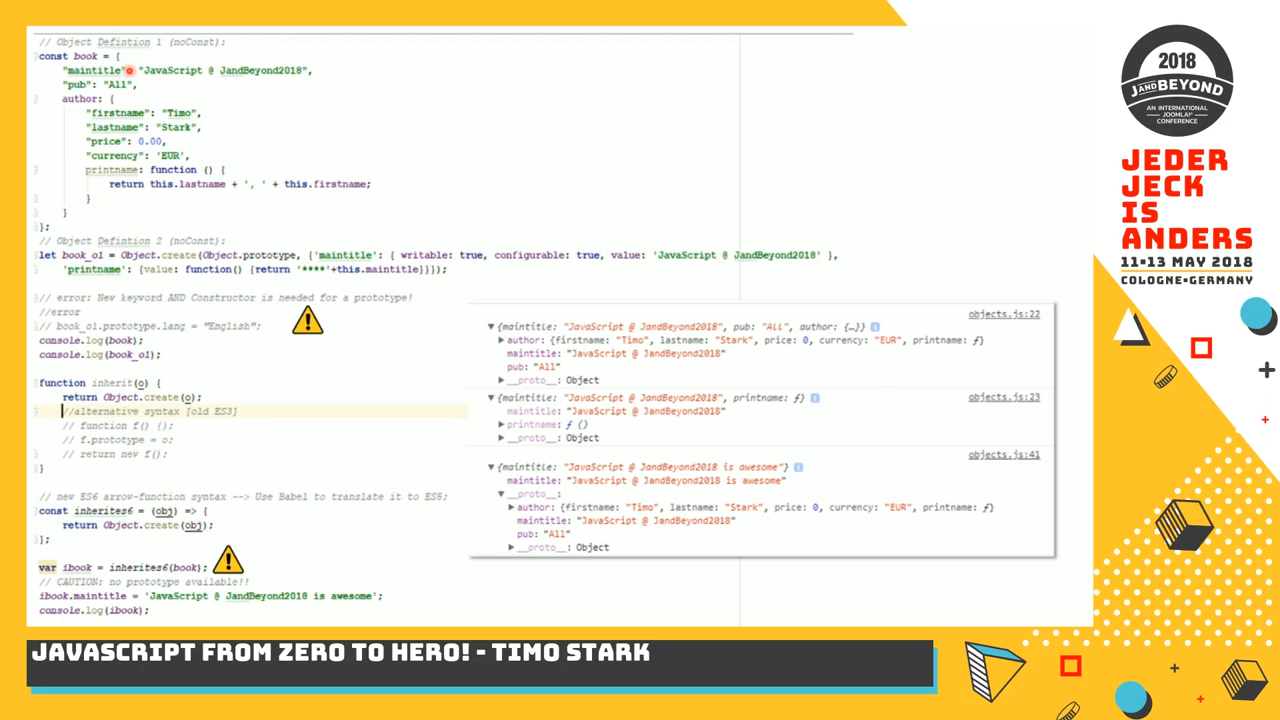 // Object Defintion 1 (noConst):
const book = {
"maintitle": "JavaScript @ JandBeyond2018",
"pub": "All",
author: {
"firstname": "Timo",
"lastname": "Stark",
"price": 0.00,
"currency": 'EUR',
printname: function () {
return this.lastname + ', ' + this.firstname;
}
}
};
// Object Defintion 2 (noConst):
let book_o1 = Object.create(Object.prototype, {'maintitle': { writable: true, configurable: true, value: 'JavaScript @ JandBeyond2018' },
'printname': {value: function() {return '****'+this.maintitle}}});
// error: New keyword AND Constructor is needed for a prototype!
//error
// book_o1.prototype.lang = "English";
console.log(book);
console.log(book_o1);
function inherit(o) {
return Object.create(o);
//alternative syntax [old ES3]
// function f() {};
// f.prototype = o;
// return new f();
}
// new ES6 arrow-function syntax --> Use Babel to translate it to ES5;
const inherites6 = (obj) => {
return Object.create(obj);
};
var ibook = inherites6(book);
// CAUTION: no prototype available!!
ibook.maintitle = 'JavaScript @ JandBeyond2018 is awesome';
console.log(ibook);
objects.js:22
▼{maintitle: "JavaScript @ JandBeyond2018", pub: "All", author: {…}} i
▶author: {firstname: "Timo", lastname: "Stark", price: 0, currency: "EUR", printname: ƒ}
maintitle: "JavaScript @ JandBeyond2018"
pub: "All"
▶__proto__: Object
objects.js:23
▼{maintitle: "JavaScript @ JandBeyond2018", printname: ƒ} i
maintitle: "JavaScript @ JandBeyond2018"
▶printname: ƒ ()
▶__proto__: Object
objects.js:41
▼{maintitle: "JavaScript @ JandBeyond2018 is awesome"} i
maintitle: "JavaScript @ JandBeyond2018 is awesome"
▼__proto__:
▶author: {firstname: "Timo", lastname: "Stark", price: 0, currency: "EUR", printname: ƒ}
maintitle: "JavaScript @ JandBeyond2018"
pub: "All"
▶__proto__: Object
2018
JANDBEYOND
AN INTERNATIONAL
JOOMLA!®
CONFERENCE
JEDER
JECK
IS
ANDERS
11-13 MAY 2018
COLOGNE•GERMANY
JAVASCRIPT FROM ZERO TO HERO! - TIMO STARK